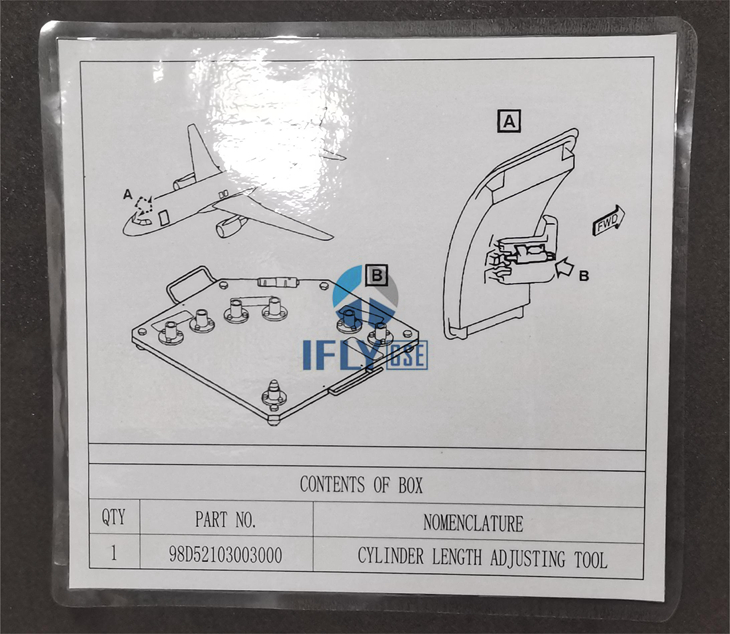 A
A
FWD
B
B
IFLY GSE
CONTENTS OF BOX
QTY PART NO. NOMENCLATURE
1 98D52103003000 CYLINDER LENGTH ADJUSTING TOOL